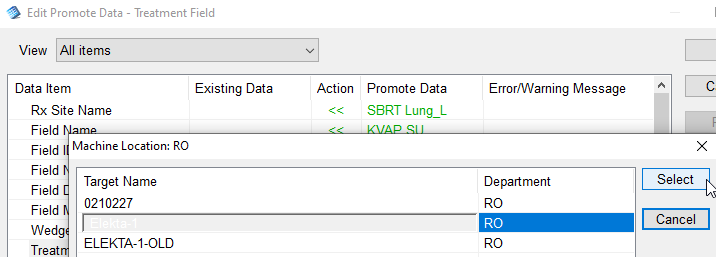 Edit Promote Data - Treatment Field
View All items
Data Item Existing Data Action Promote Data Error/Warning Message
Rx Site Name << SBRT Lung_L
Field Name << KVAP SU
Field
Machine Location: RO
Field
Target Name Department
Select
Field
0210227 RO
Field
Elekta-1 RO
Cancel
Wedge
ELEKTA-1-OLD RO
Treatm